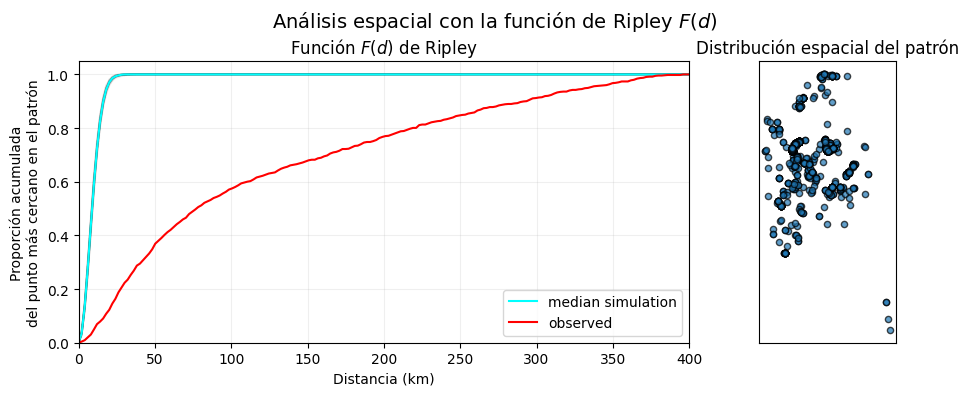 Análisis espacial con la función de Ripley F(d)
Función F(d) de Ripley
Distribución espacial del patrón
Proporción acumulada
del punto más cercano en el patrón
1.0
0.8
0.6
0.4
0.2
0.0
0
50
100
150
200
250
300
350
400
Distancia (km)
median simulation
observed